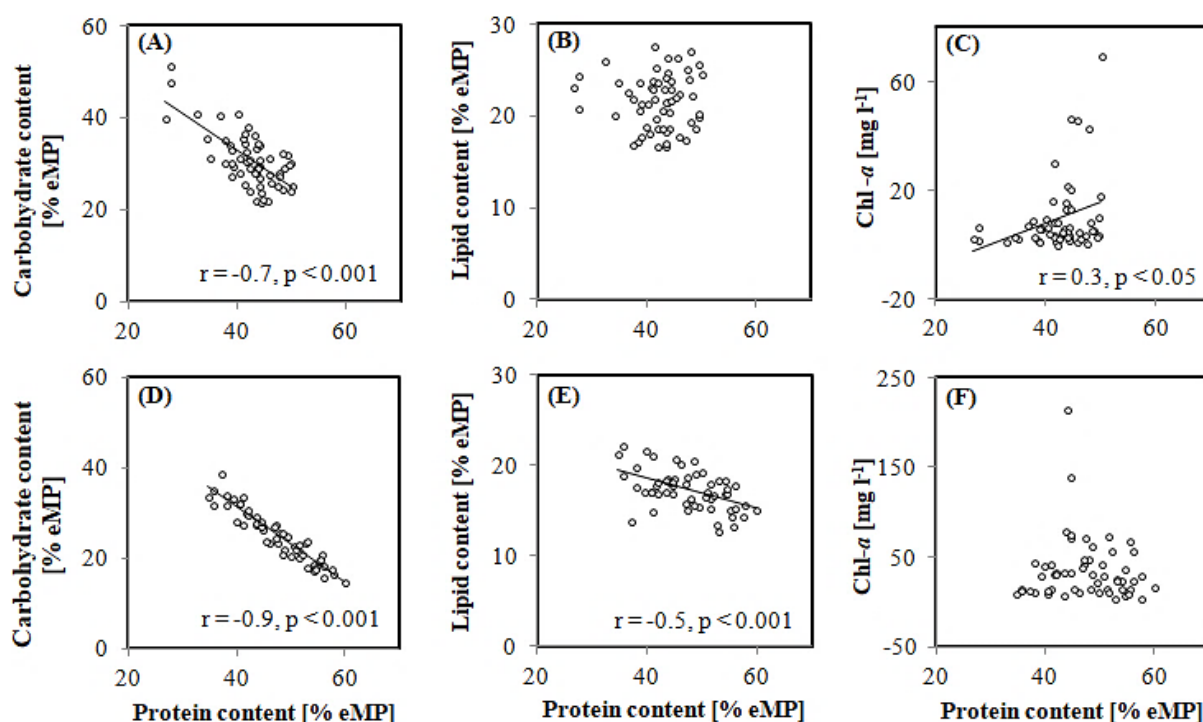 (A)
60
40
20
0
20 40 60
Carbohydrate content
[% eMP]
r = -0.7, p < 0.001
(B)
30
20
10
0
20 40 60
Lipid content [% eMP]
(C)
60
20
-20
20 40 60
Chl -a [mg l-1]
r = 0.3, p < 0.05
(D)
60
40
20
0
20 40 60
Carbohydrate content
[% eMP]
r = -0.9, p < 0.001
Protein content [% eMP]
(E)
30
20
10
0
20 40 60
Lipid content [% eMP]
r = -0.5, p < 0.001
Protein content [% eMP]
(F)
250
150
50
-50
20 40 60
Chl-a [mg l-1]
Protein content [% eMP]